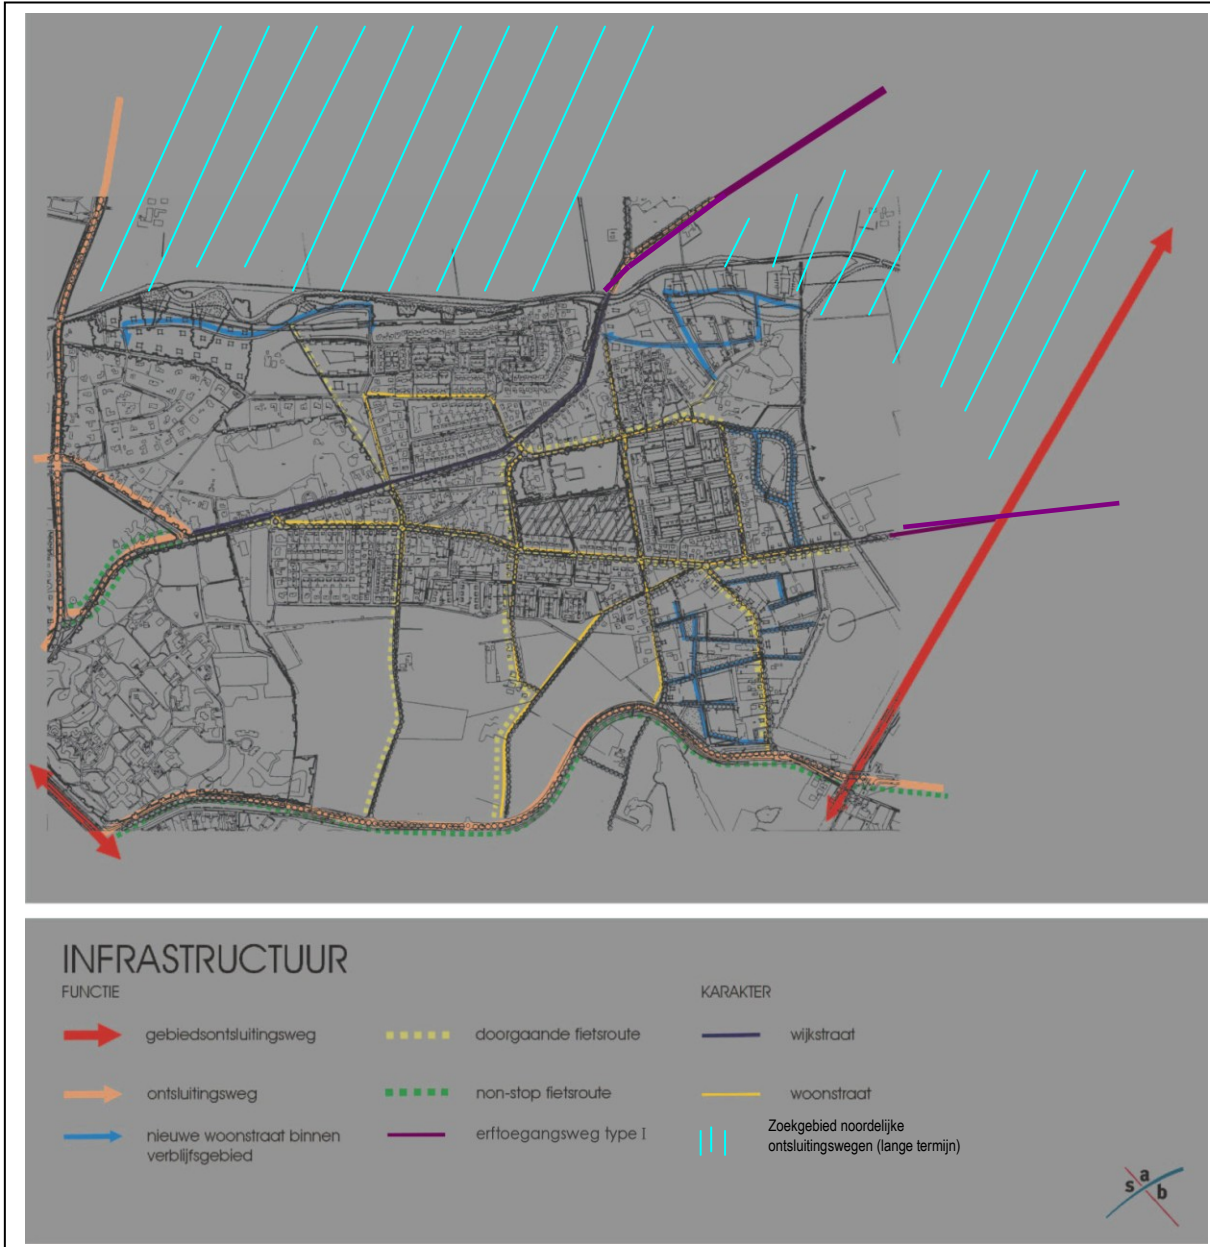 INFRASTRUCTUUR
FUNCTIE
KARAKTER
gebiedsontsluitingsweg
doorgaande fietsroute
wijkstraat
ontsluitingsweg
non-stop fietsroute
woonstraat
nieuwe woonstraat binnen
verblijfsgebied
erftoegangsweg type I
Zoekgebied noordelijke
ontsluitingswegen (lange termijn)
s a b